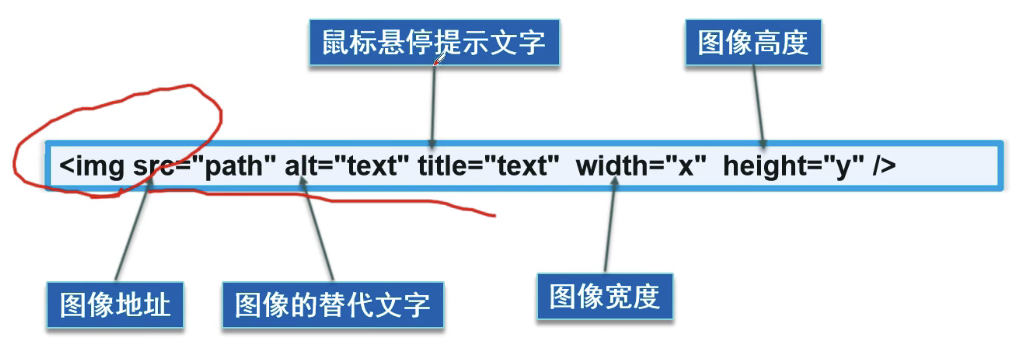 鼠标悬停提示文字
图像高度
<img src="path" alt="text" title="text" width="x" height="y" />
图像地址
图像的替代文字
图像宽度